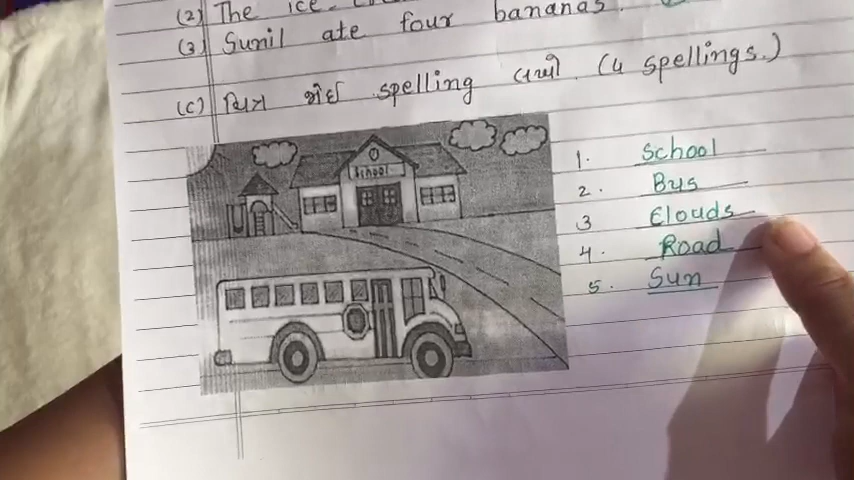 (2) The ice-
(3) Sunil ate four bananas.
(c) ચિત્ર જોઈ spelling લખો. (4 spellings.)
School
1. School
2. Bus
3 Clouds
4. Road
5. Sun